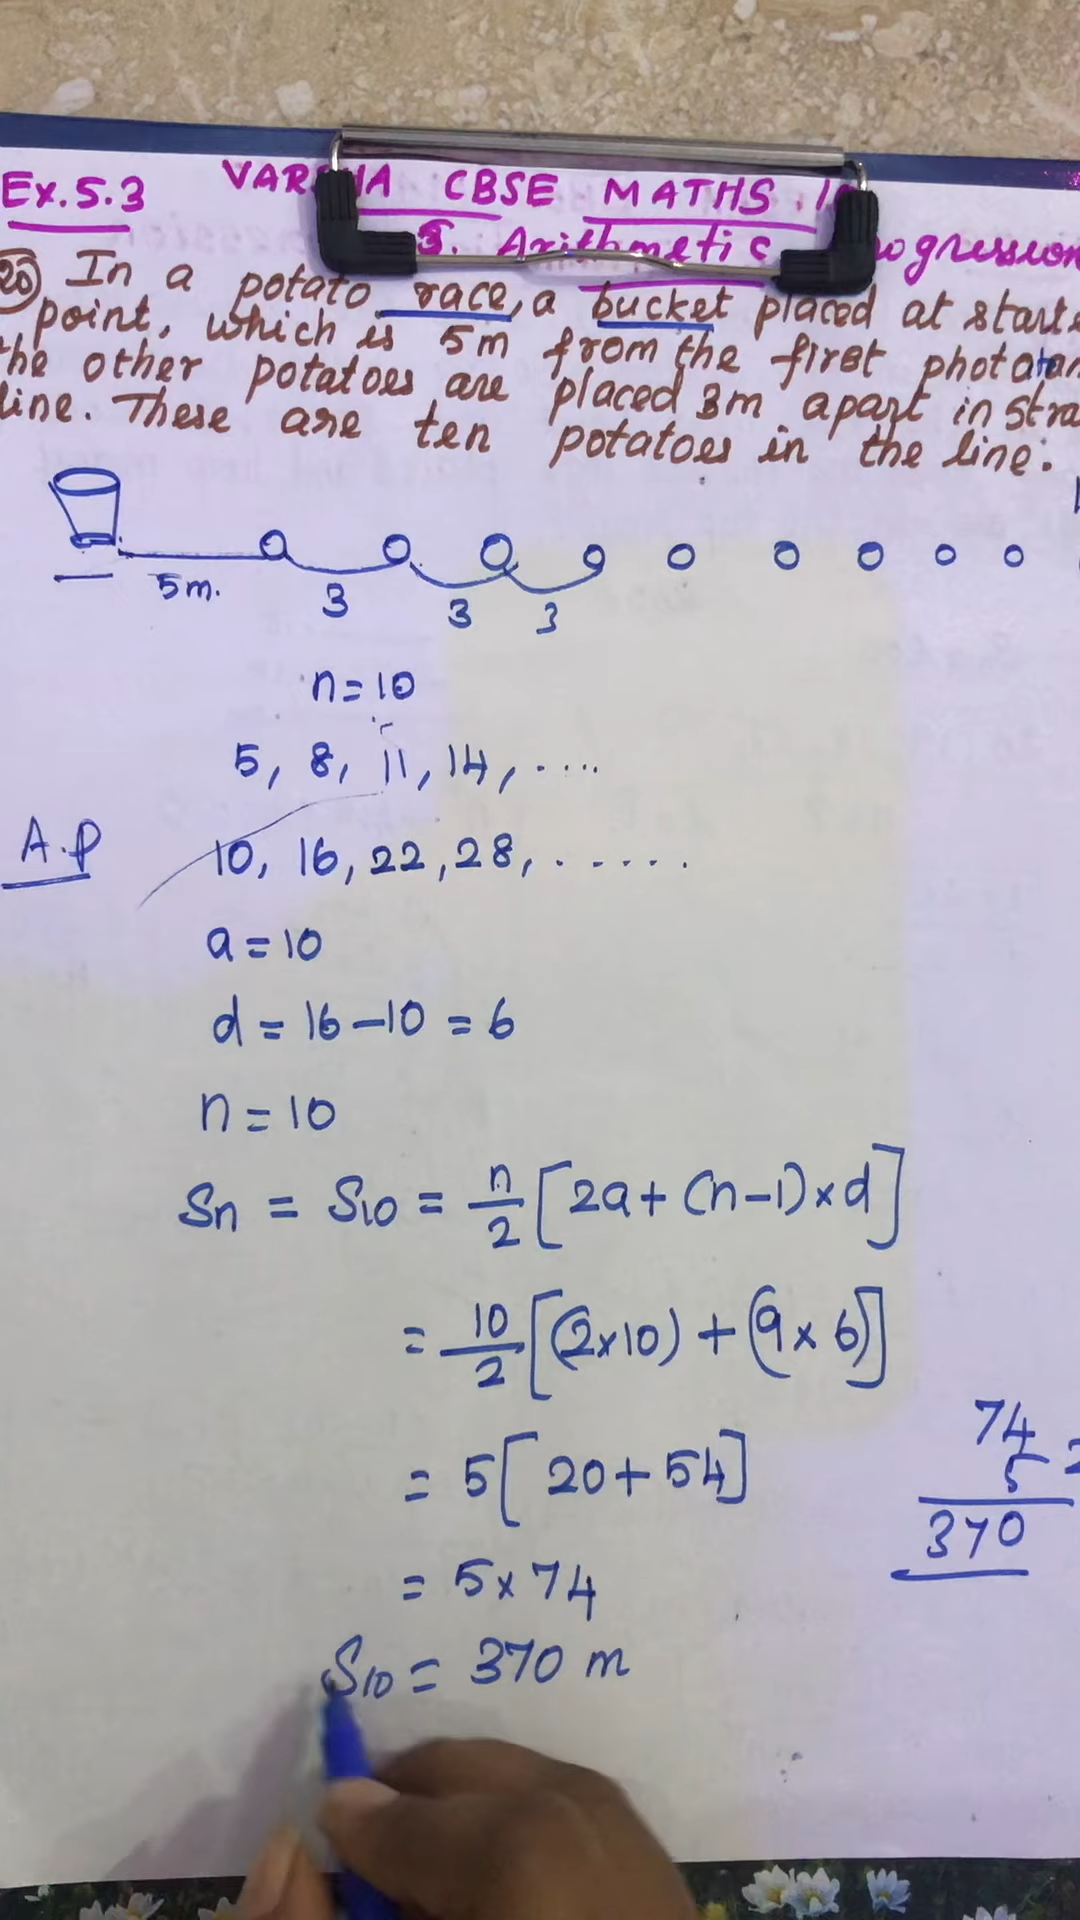 Ex.5.3 CBSE MATHS
5. Arithmetic
20) In a potato race, a bucket placed at
point, which is 5m from the first
the other potatoes are placed 3m apart in
line. These are ten potatoes in the line.
5m. 3 3 3
n=10
5, 8, 11, 14, ....
A.P 10, 16, 22, 28, ......
a = 10
d = 16 – 10 = 6
n = 10
Sn = S10 = n/2 [2a + (n – 1) × d]
= 10/2 [(2×10) + (9 × 6)]
= 5[20 + 54]
74
5
370
= 5 × 74
S10 = 370 m